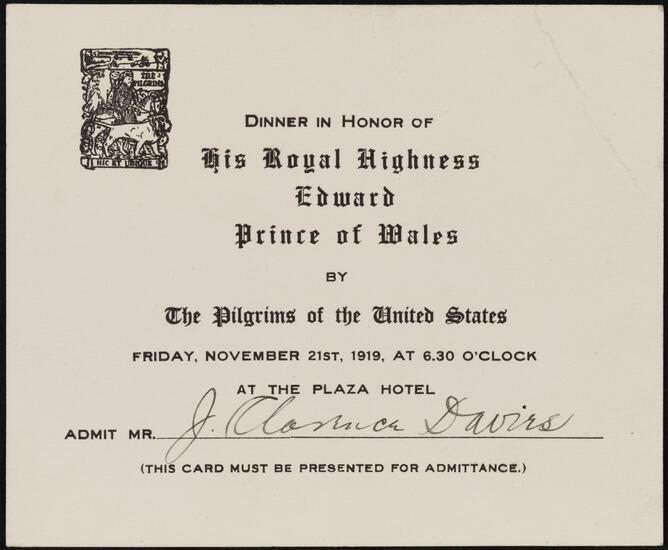 THE
PILGRIMS
HIC ET UBIQUE
DINNER IN HONOR OF
His Royal Highness
Edward
Prince of Wales
BY
The Pilgrims of the United States
FRIDAY, NOVEMBER 21ST, 1919, AT 6.30 O'CLOCK
AT THE PLAZA HOTEL
ADMIT MR. J. Clarence Davies
(THIS CARD MUST BE PRESENTED FOR ADMITTANCE.)